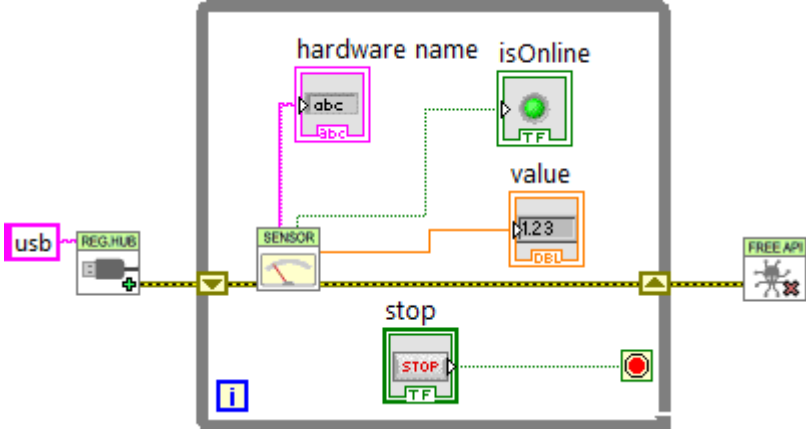 hardware name
isOnline
abc
abc
TF
value
1.23
DBL
usb
REG.HUB
SENSOR
FREE API
stop
STOP
TF
i